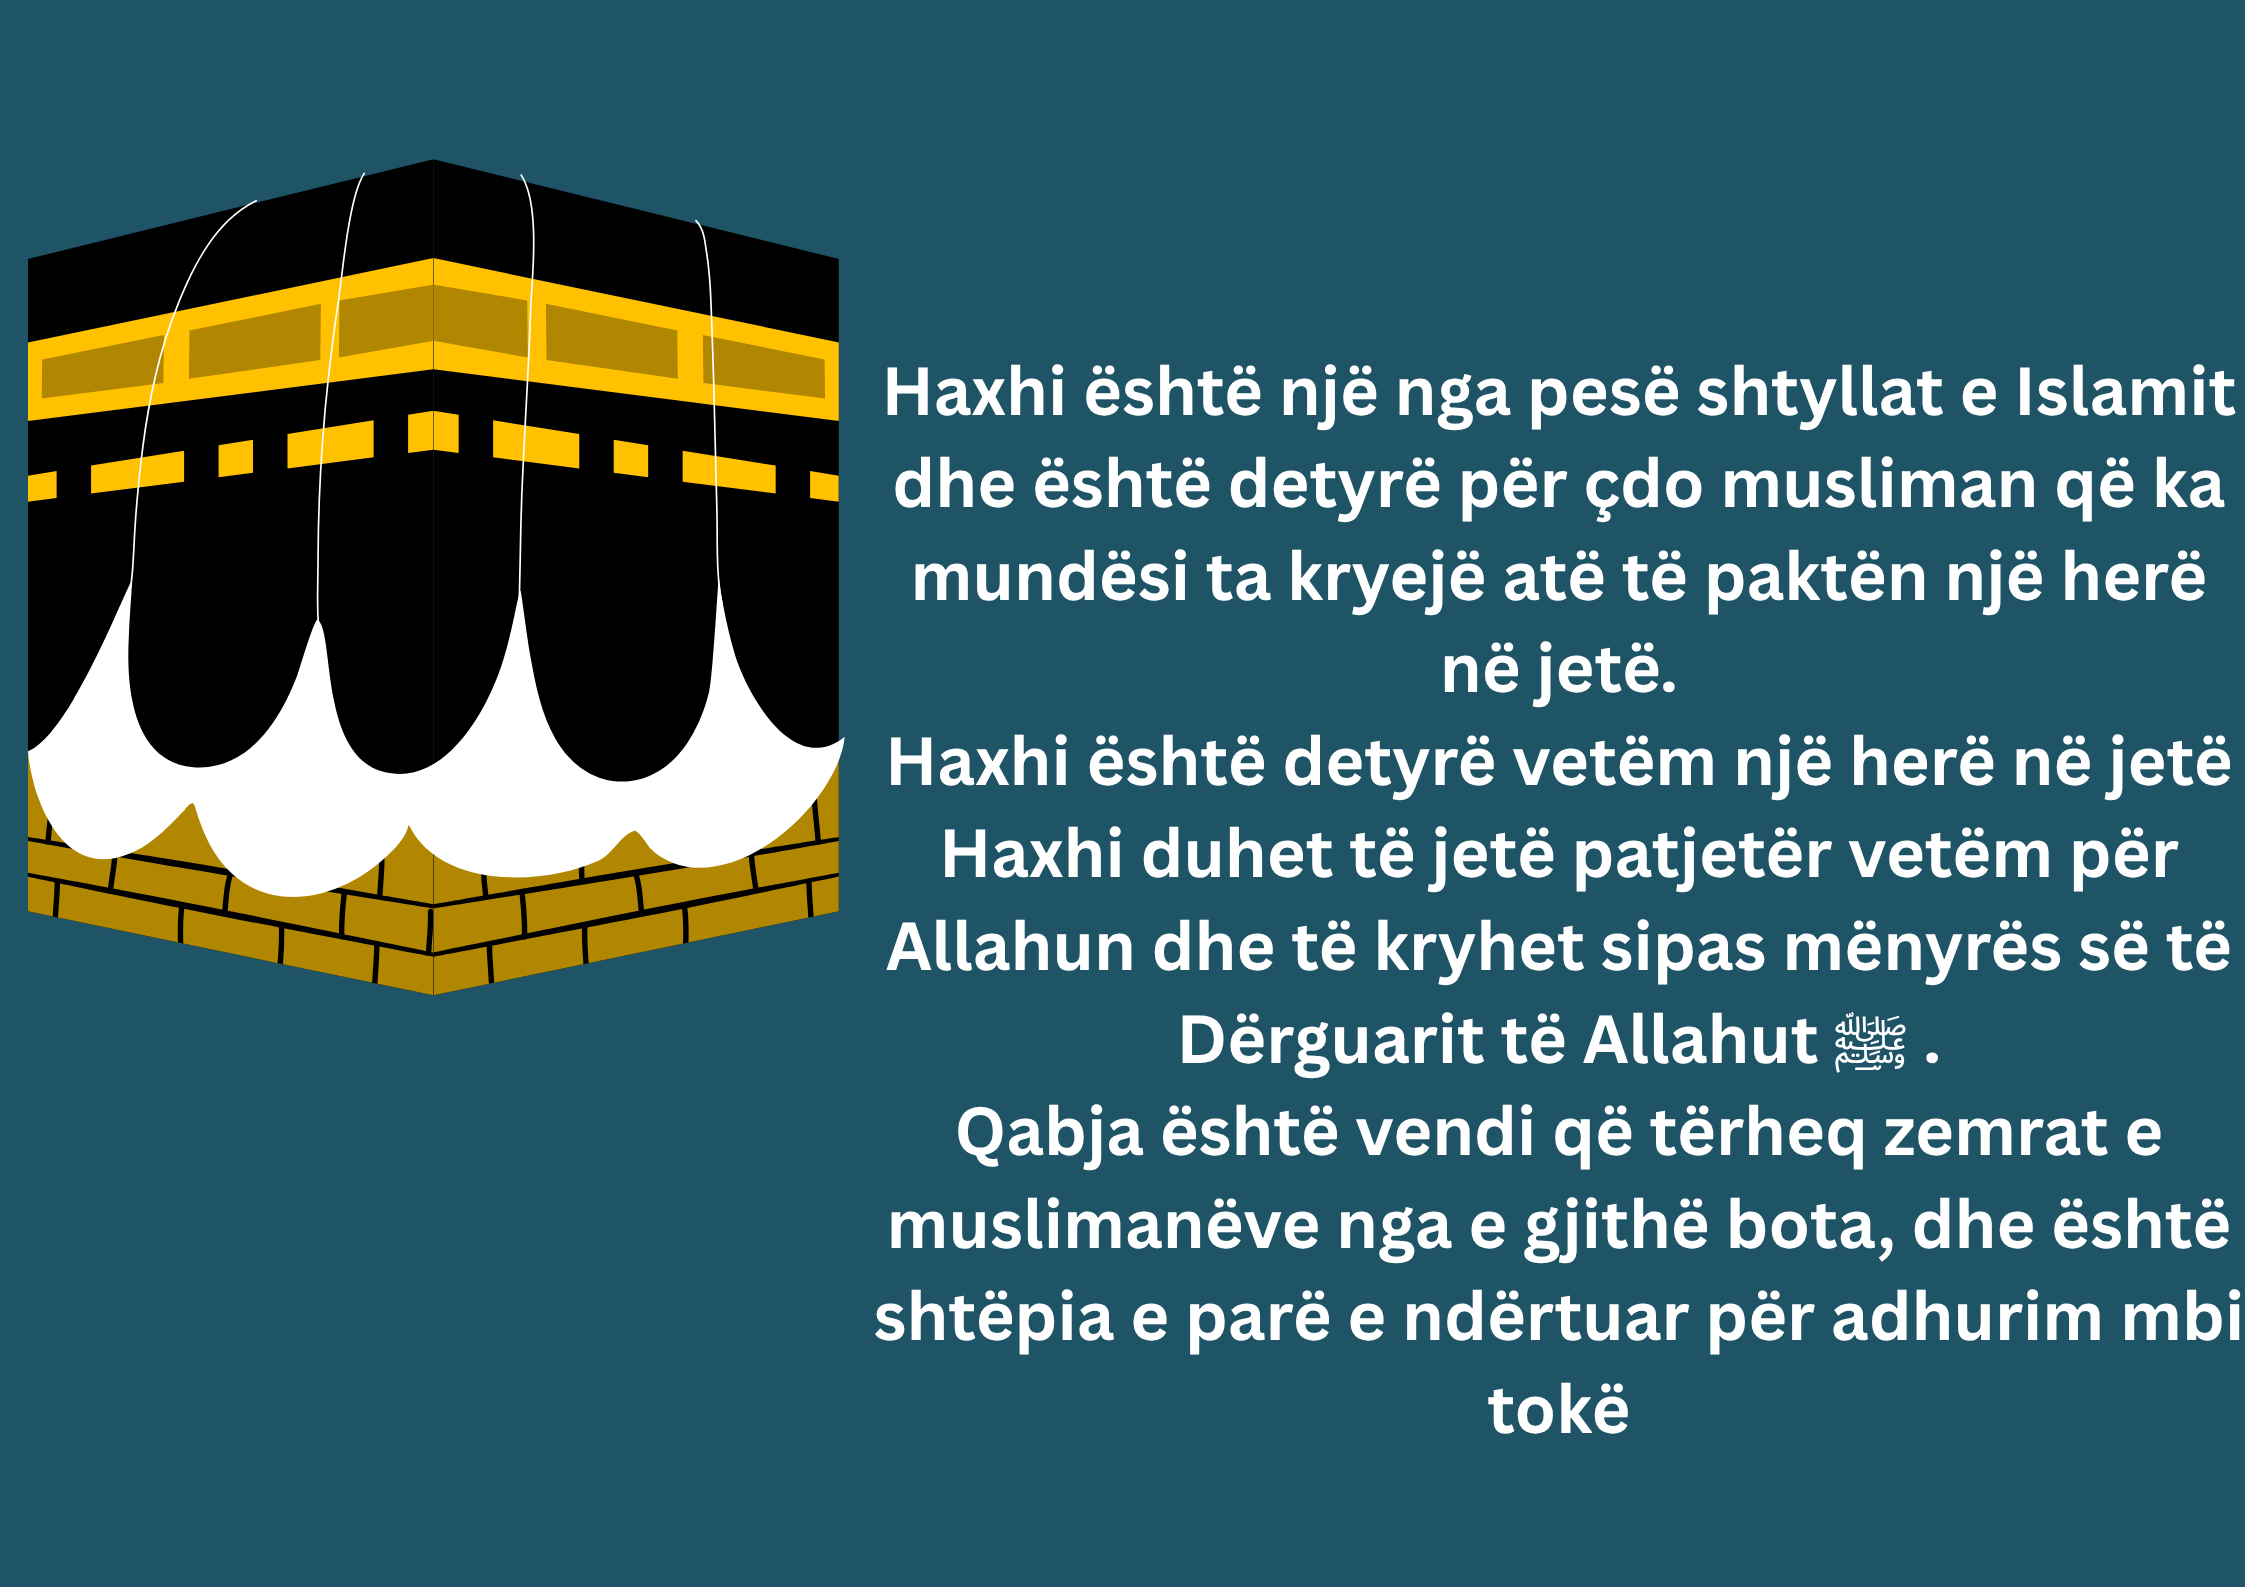 Haxhi është një nga pesë shtyllat e Islamit
dhe është detyrë për çdo musliman që ka
mundësi ta kryejë atë të paktën një herë
në jetë.
Haxhi është detyrë vetëm një herë në jetë
Haxhi duhet të jetë patjetër vetëm për
Allahun dhe të kryhet sipas mënyrës së të
Dërguarit të Allahut ﷺ .
Qabja është vendi që tërheq zemrat e
muslimanëve nga e gjithë bota, dhe është
shtëpia e parë e ndërtuar për adhurim mbi
tokë